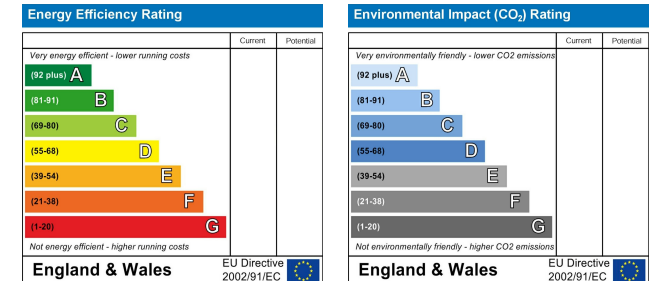 Energy Efficiency Rating
Current Potential
Very energy efficient - lower running costs
(92 plus) A
(81-91) B
(69-80) C
(55-68) D
(39-54) E
(21-38) F
(1-20) G
Not energy efficient - higher running costs
England & Wales
EU Directive
2002/91/EC
Environmental Impact (CO₂) Rating
Current Potential
Very environmentally friendly - lower CO2 emissions
(92 plus) A
(81-91) B
(69-80) C
(55-68) D
(39-54) E
(21-38) F
(1-20) G
Not environmentally friendly - higher CO2 emissions
England & Wales
EU Directive
2002/91/EC